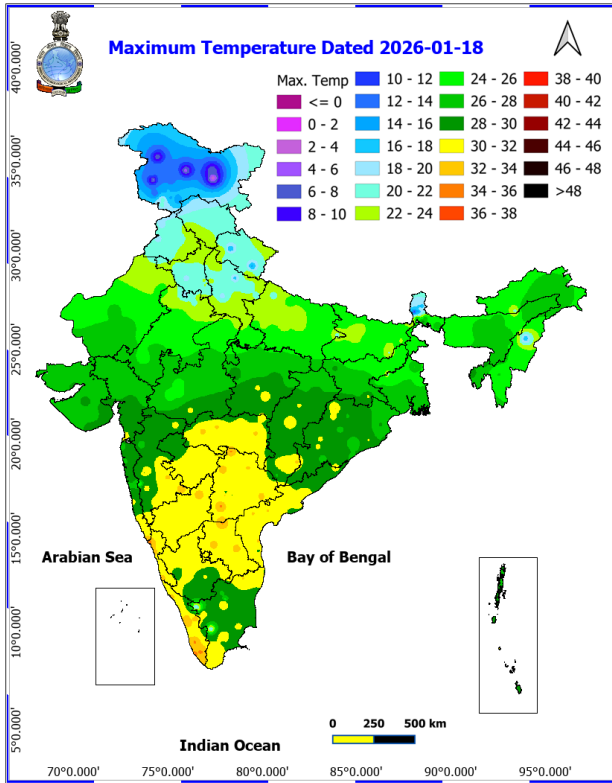 Maximum Temperature Dated 2026-01-18
Max. Temp
<= 0
0 - 2
2 - 4
4 - 6
6 - 8
8 - 10
10 - 12
12 - 14
14 - 16
16 - 18
18 - 20
20 - 22
22 - 24
24 - 26
26 - 28
28 - 30
30 - 32
32 - 34
34 - 36
36 - 38
38 - 40
40 - 42
42 - 44
44 - 46
46 - 48
>48
40°0.000'
35°0.000'
30°0.000'
25°0.000'
20°0.000'
15°0.000'
10°0.000'
5°0.000'
Arabian Sea
Bay of Bengal
Indian Ocean
0 250 500 km
70°0.000' 75°0.000' 80°0.000' 85°0.000' 90°0.000' 95°0.000'